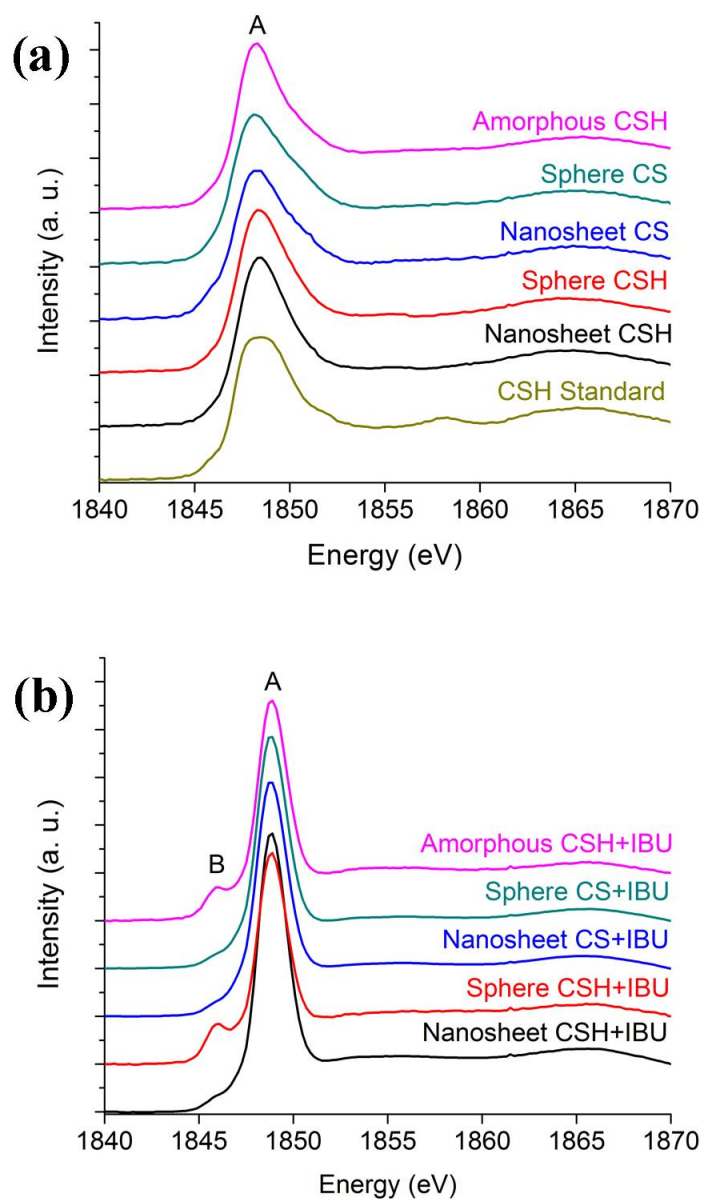 (a)
A
Amorphous CSH
Sphere CS
Nanosheet CS
Sphere CSH
Nanosheet CSH
CSH Standard
Intensity (a. u.)
1840 1845 1850 1855 1860 1865 1870
Energy (eV)
(b)
A
B
Amorphous CSH+IBU
Sphere CS+IBU
Nanosheet CS+IBU
Sphere CSH+IBU
Nanosheet CSH+IBU
Intensity (a. u.)
1840 1845 1850 1855 1860 1865 1870
Energy (eV)